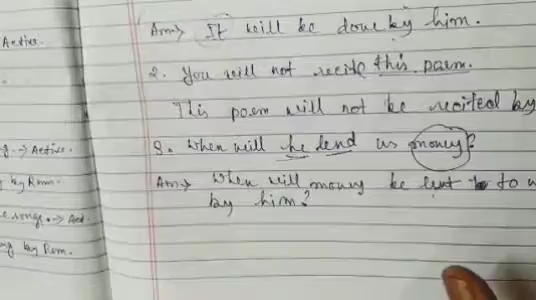 Active.
Ans→ It will be done by him.
2. You will not recite this poem.
This poem will not be recited by
g. → Active.
3. When will he lend us money?
g by Ram.
Ans→ When will money be lent to u
by him?
e songs. → Act.
ng by Ram.